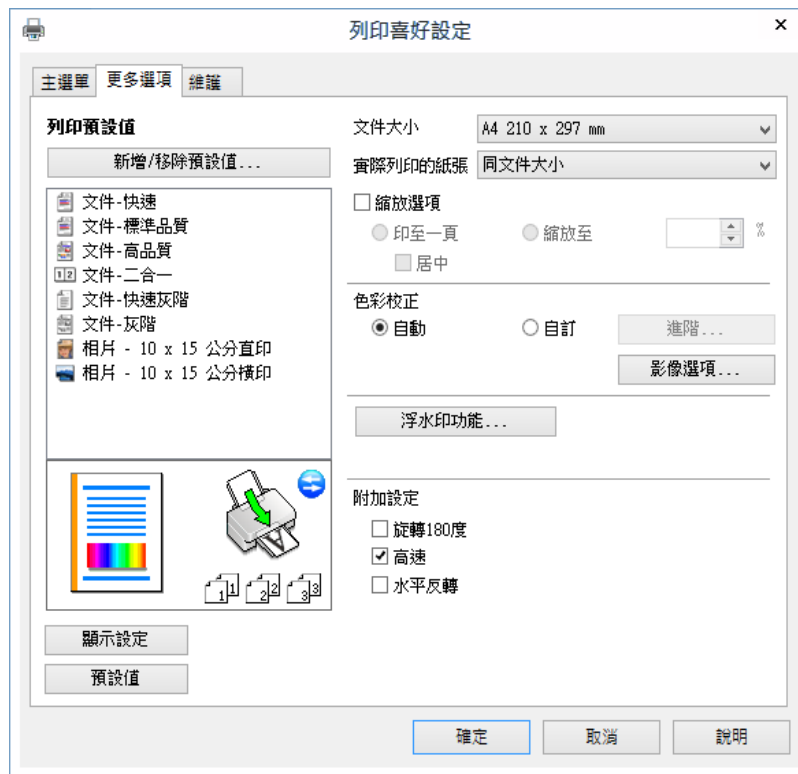 列印喜好設定
主選單 更多選項 維護
列印預設值
新增/移除預設值...
文件-快速
文件-標準品質
文件-高品質
文件-二合一
文件-快速灰階
文件-灰階
相片 - 10 x 15 公分直印
相片 - 10 x 15 公分橫印
1 1 2 2 3 3
顯示設定
預設值
文件大小 A4 210 x 297 mm
實際列印的紙張 同文件大小
縮放選項
印至一頁 縮放至 %
居中
色彩校正
自動 自訂 進階...
影像選項...
浮水印功能...
附加設定
旋轉180度
高速
水平反轉
確定 取消 說明